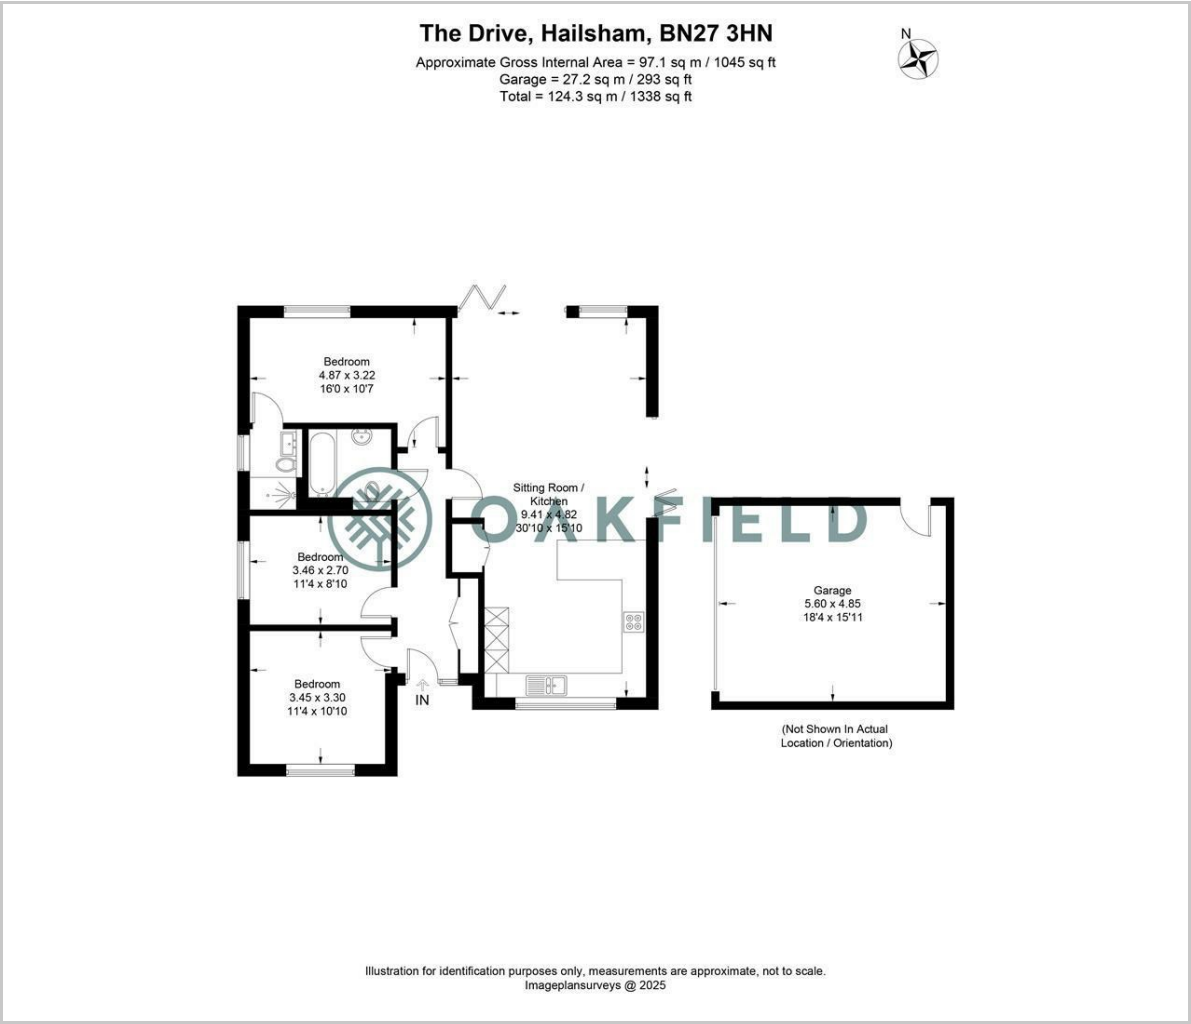 The Drive, Hailsham, BN27 3HN
Approximate Gross Internal Area = 97.1 sq m / 1045 sq ft
Garage = 27.2 sq m / 293 sq ft
Total = 124.3 sq m / 1338 sq ft
N
Bedroom
4.87 x 3.22
16'0 x 10'7
Sitting Room /
Kitchen
9.41 x 4.82
30'10 x 15'10
OAKFIELD
Bedroom
3.46 x 2.70
11'4 x 8'10
Garage
5.60 x 4.85
18'4 x 15'11
Bedroom
3.45 x 3.30
11'4 x 10'10
IN
(Not Shown In Actual
Location / Orientation)
Illustration for identification purposes only, measurements are approximate, not to scale.
Imageplansurveys @ 2025